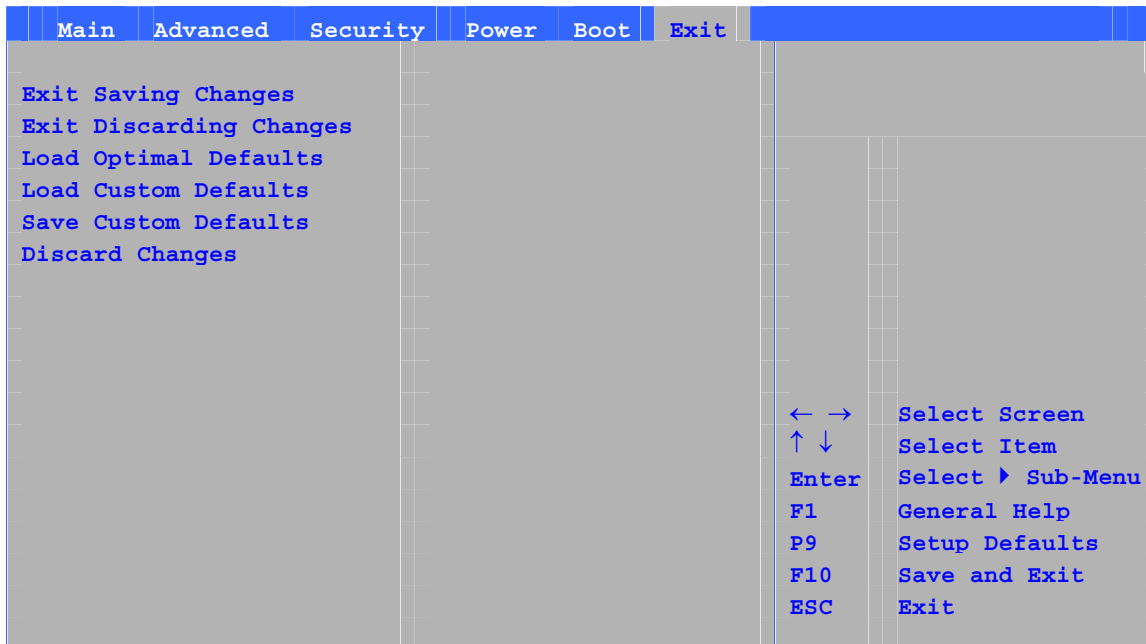 Main Advanced Security Power Boot Exit
Exit Saving Changes
Exit Discarding Changes
Load Optimal Defaults
Load Custom Defaults
Save Custom Defaults
Discard Changes
← → Select Screen
↑ ↓ Select Item
Enter Select ▶ Sub-Menu
F1 General Help
P9 Setup Defaults
F10 Save and Exit
ESC Exit